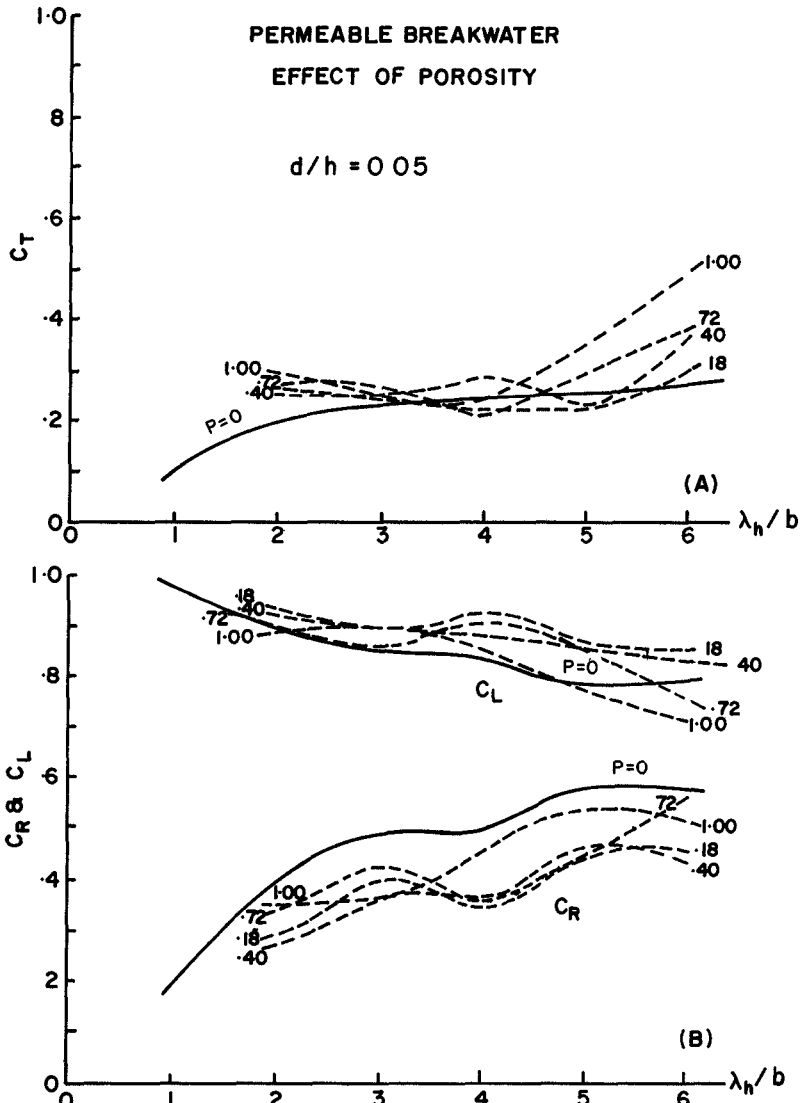 PERMEABLE BREAKWATER
EFFECT OF POROSITY
d/h = 0 05
1·0
8
·6
·4
·2
0
C_T
1·00
.72
·40
P=0
1·00
72
40
18
(A)
0 1 2 3 4 5 6 λ_h/b
1·0
.8
·6
·4
2
0
C_R & C_L
·18
·40
.72
1·00
P=0
C_L
18
40
·72
1·00
P=0
72
1·00
·18
·40
1·00
·72
·18
·40
C_R
(B)
0 1 2 3 4 5 6 λ_h/b